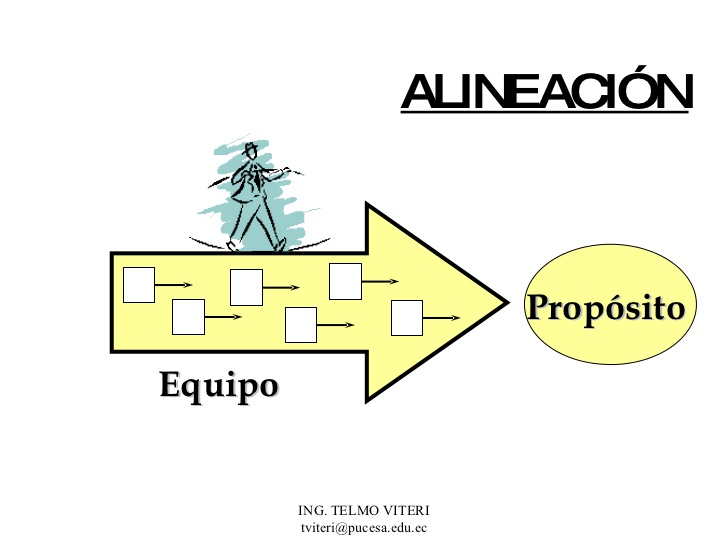 ALINEACIÓN
Propósito
Equipo
ING. TELMO VITERI
tviteri@pucesa.edu.ec